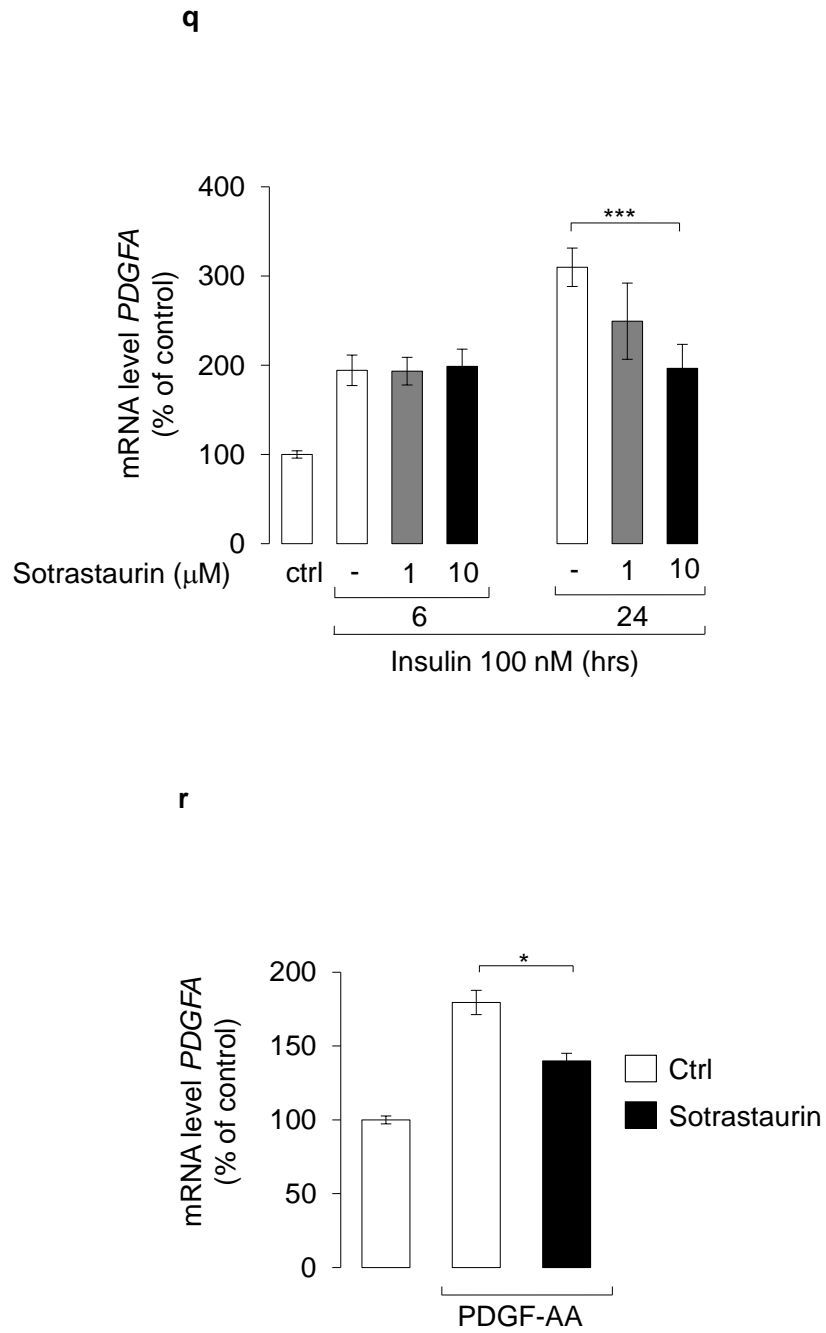 q
mRNA level PDGFA
(% of control)
400
300
200
100
0
***
Sotrastaurin (μM) ctrl - 1 10 - 1 10
6 24
Insulin 100 nM (hrs)
r
mRNA level PDGFA
(% of control)
200
150
100
50
0
*
Ctrl
Sotrastaurin
PDGF-AA